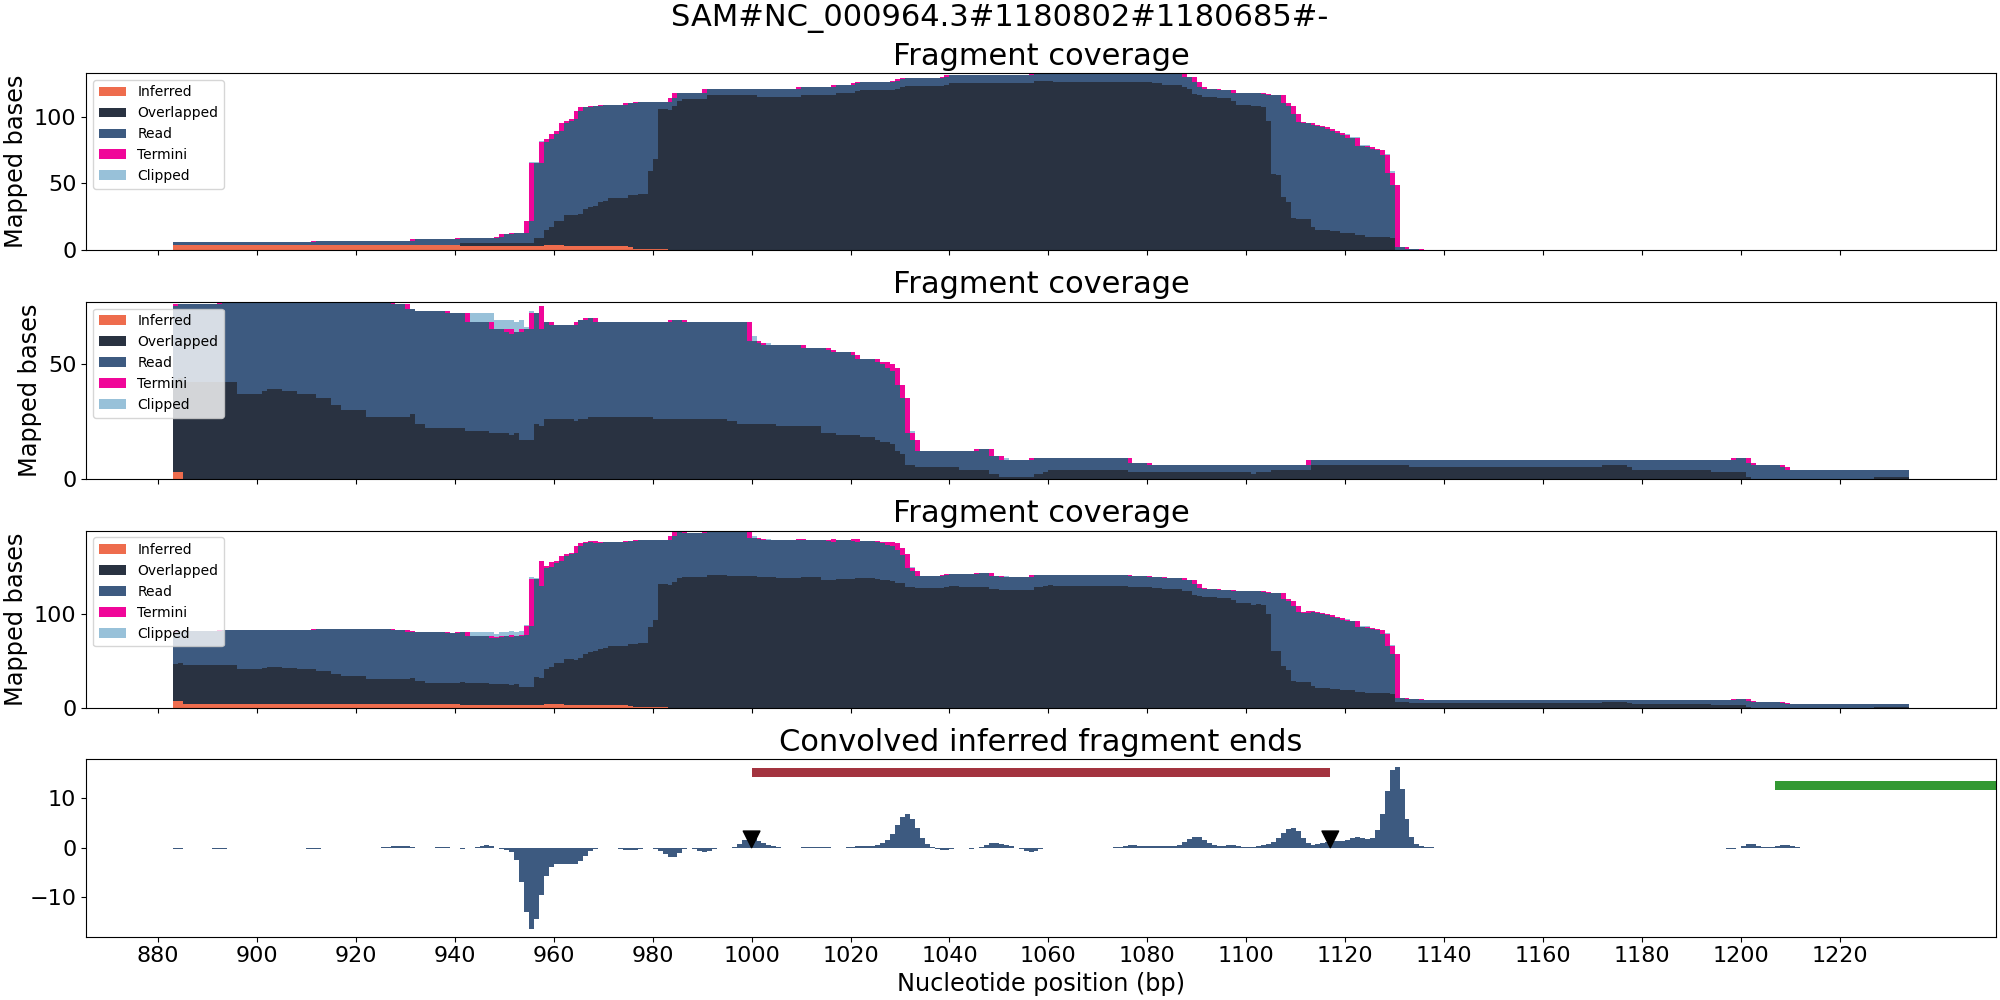 SAM#NC_000964.3#1180802#1180685#-
Fragment coverage
Mapped bases
100
50
0
Inferred
Overlapped
Read
Termini
Clipped
Fragment coverage
Mapped bases
50
0
Inferred
Overlapped
Read
Termini
Clipped
Fragment coverage
Mapped bases
100
0
Inferred
Overlapped
Read
Termini
Clipped
Convolved inferred fragment ends
10
0
−10
880 900 920 940 960 980 1000 1020 1040 1060 1080 1100 1120 1140 1160 1180 1200 1220
Nucleotide position (bp)